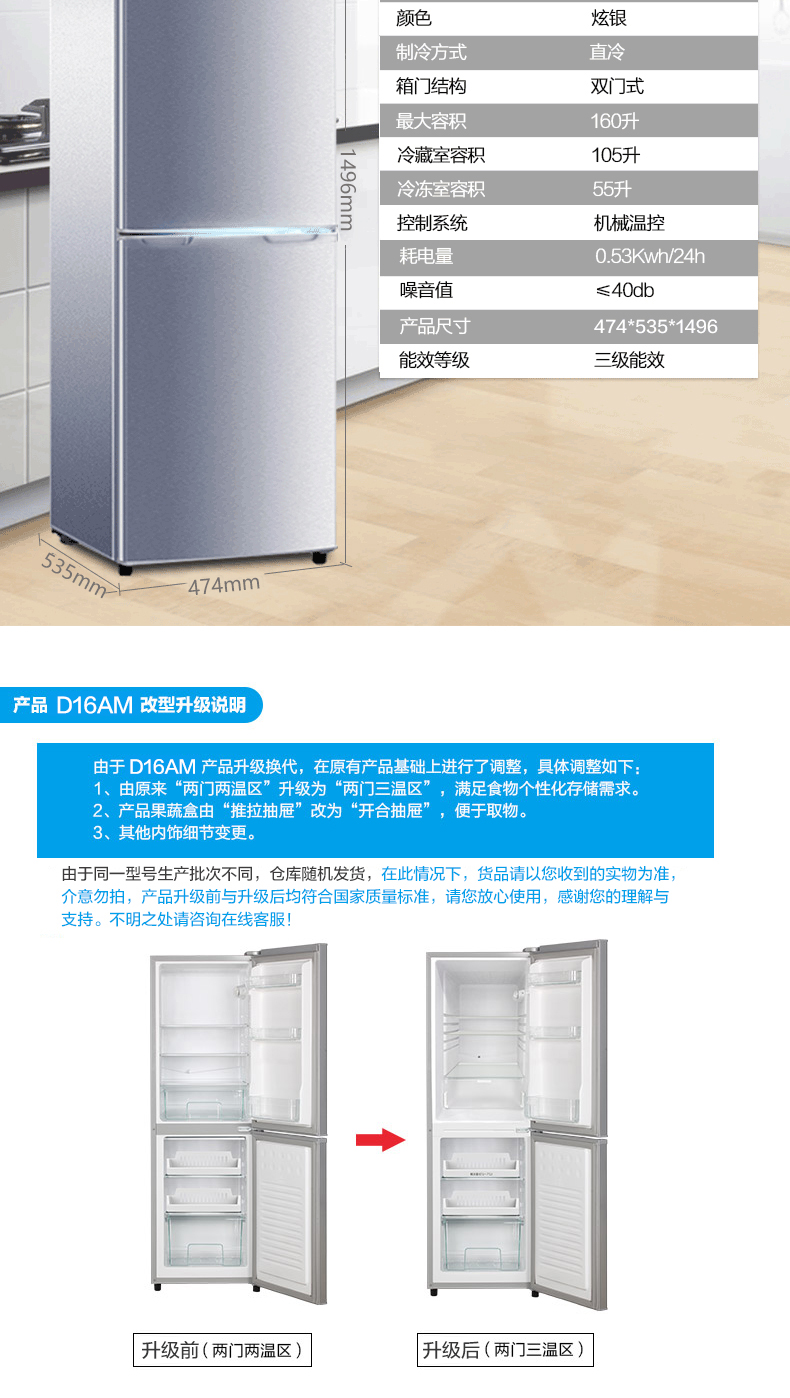 颜色 炫银
制冷方式 直冷
箱门结构 双门式
最大容积 160升
冷藏室容积 105升
冷冻室容积 55升
控制系统 机械温控
耗电量 0.53Kwh/24h
噪音值 ≤40db
产品尺寸 474*535*1496
能效等级 三级能效
1496mm
535mm
474mm
产品 D16AM 改型升级说明
由于 D16AM 产品升级换代，在原有产品基础上进行了调整，具体调整如下：
1、由原来“两门两温区”升级为“两门三温区”，满足食物个性化存储需求。
2、产品果蔬盒由“推拉抽屉”改为“开合抽屉”，便于取物。
3、其他内饰细节变更。
由于同一型号生产批次不同，仓库随机发货，在此情况下，货品请以您收到的实物为准，
介意勿拍，产品升级前与升级后均符合国家质量标准，请您放心使用，感谢您的理解与
支持。不明之处请咨询在线客服！
升级前（两门两温区）
升级后（两门三温区）